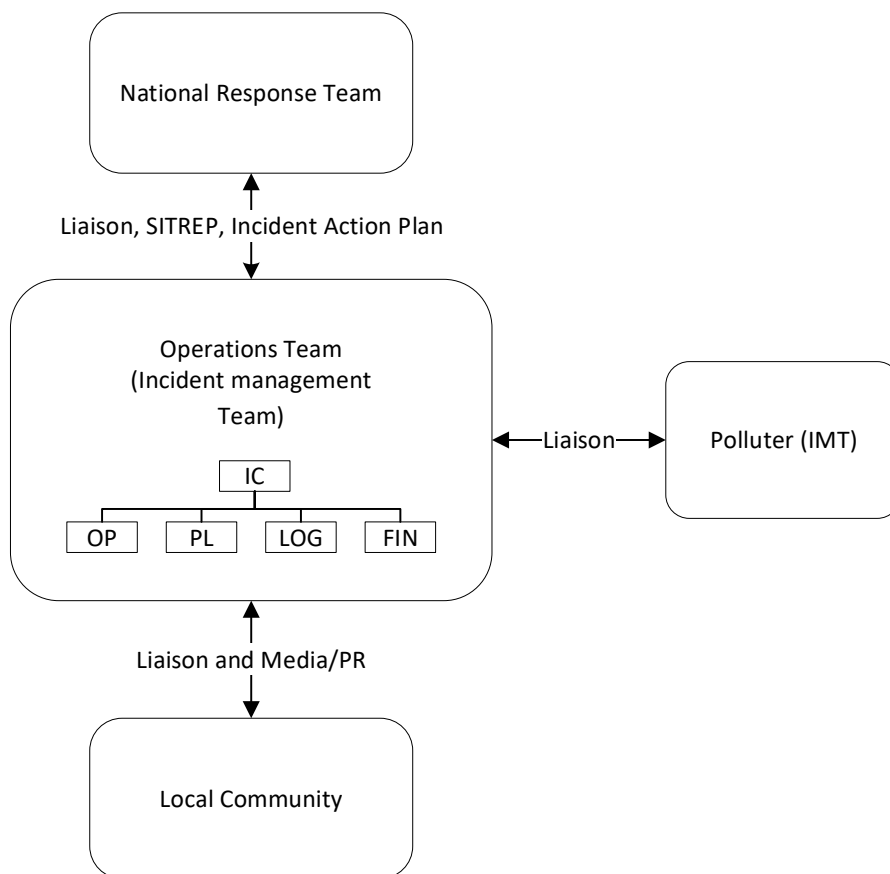 National Response Team
Liaison, SITREP, Incident Action Plan
Operations Team
(Incident management
Team)
IC
OP
PL
LOG
FIN
Liaison
Polluter (IMT)
Liaison and Media/PR
Local Community